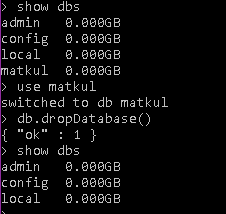 > show dbs
admin   0.000GB
config  0.000GB
local   0.000GB
matkul  0.000GB
> use matkul
switched to db matkul
> db.dropDatabase()
{ "ok" : 1 }
> show dbs
admin   0.000GB
config  0.000GB
local   0.000GB